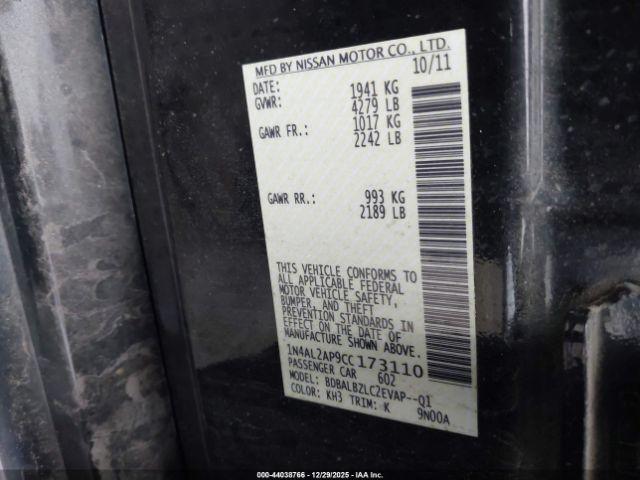 MFD BY NISSAN MOTOR CO., LTD.
DATE: 10/11
GVWR: 1941 KG
4279 LB
GAWR FR.: 1017 KG
2242 LB
GAWR RR.: 993 KG
2189 LB
THIS VEHICLE CONFORMS TO
ALL APPLICABLE FEDERAL
MOTOR VEHICLE SAFETY,
BUMPER, AND THEFT
PREVENTION STANDARDS IN
EFFECT ON THE DATE OF
MANUFACTURE SHOWN ABOVE.
1N4AL2AP9CC173110
PASSENGER CAR 602
MODEL: BDBALBZLC2EVAP--Q1
COLOR: KH3 TRIM: K 9N00A
000-44038766 - 12/29/2025 - IAA Inc.